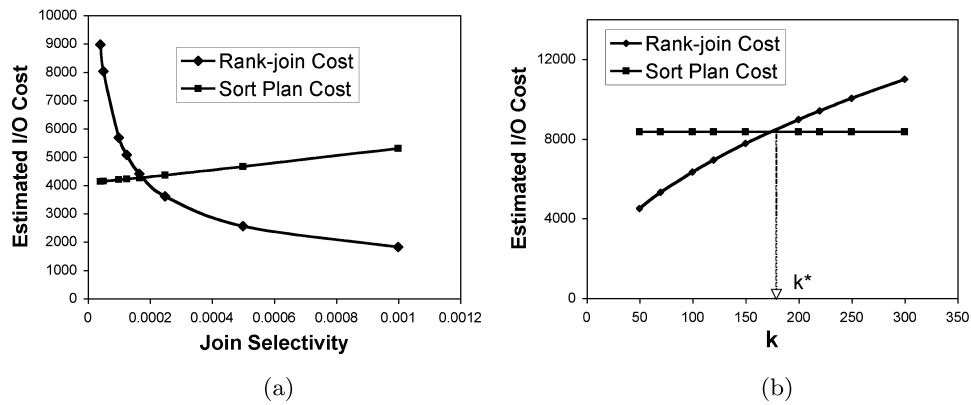 10000
9000
8000
7000
6000
5000
4000
3000
2000
1000
0
Estimated I/O Cost
Rank-join Cost
Sort Plan Cost
0 0.0002 0.0004 0.0006 0.0008 0.001 0.0012
Join Selectivity
(a)
12000
8000
4000
0
Estimated I/O Cost
Rank-join Cost
Sort Plan Cost
k*
0 50 100 150 200 250 300 350
k
(b)